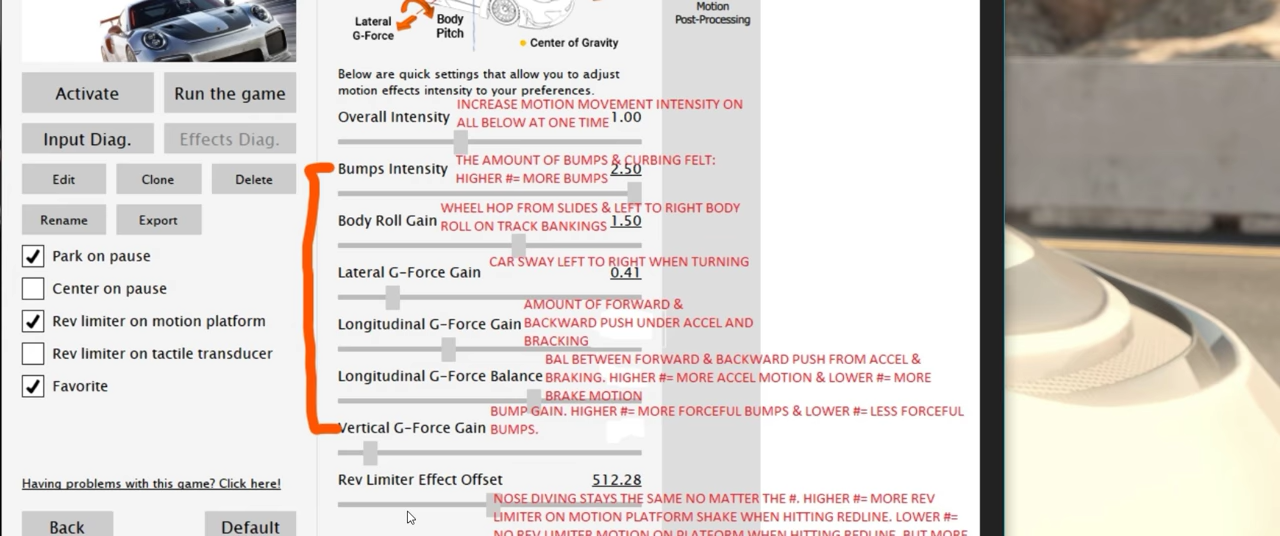 Lateral
G-Force
Body
Pitch
Center of Gravity
Motion
Post-Processing
Activate
Run the game
Input Diag.
Effects Diag.
Edit
Clone
Delete
Rename
Export
Park on pause
Center on pause
Rev limiter on motion platform
Rev limiter on tactile transducer
Favorite
Having problems with this game? Click here!
Back
Default
Below are quick settings that allow you to adjust
motion effects intensity to your preferences.
Overall Intensity
1.00
INCREASE MOTION MOVEMENT INTENSITY ON
ALL BELOW AT ONE TIME
Bumps Intensity
2.50
THE AMOUNT OF BUMPS & CURBING FELT:
HIGHER #= MORE BUMPS
Body Roll Gain
1.50
WHEEL HOP FROM SLIDES & LEFT TO RIGHT BODY
ROLL ON TRACK BANKINGS
Lateral G-Force Gain
0.41
CAR SWAY LEFT TO RIGHT WHEN TURNING
Longitudinal G-Force Gain
AMOUNT OF FORWARD &
BACKWARD PUSH UNDER ACCEL AND
BRACKING
Longitudinal G-Force Balance
BAL BETWEEN FORWARD & BACKWARD PUSH FROM ACCEL &
BRAKING. HIGHER #= MORE ACCEL MOTION & LOWER #= MORE
BRAKE MOTION
Vertical G-Force Gain
BUMP GAIN. HIGHER #= MORE FORCEFUL BUMPS & LOWER #= LESS FORCEFUL
BUMPS.
Rev Limiter Effect Offset
512.28
NOSE DIVING STAYS THE SAME NO MATTER THE #. HIGHER #= MORE REV
LIMITER ON MOTION PLATFORM SHAKE WHEN HITTING REDLINE. LOWER #=
NO REV LIMITER MOTION ON PLATFORM WHEN HITTING REDLINE, BUT MORE